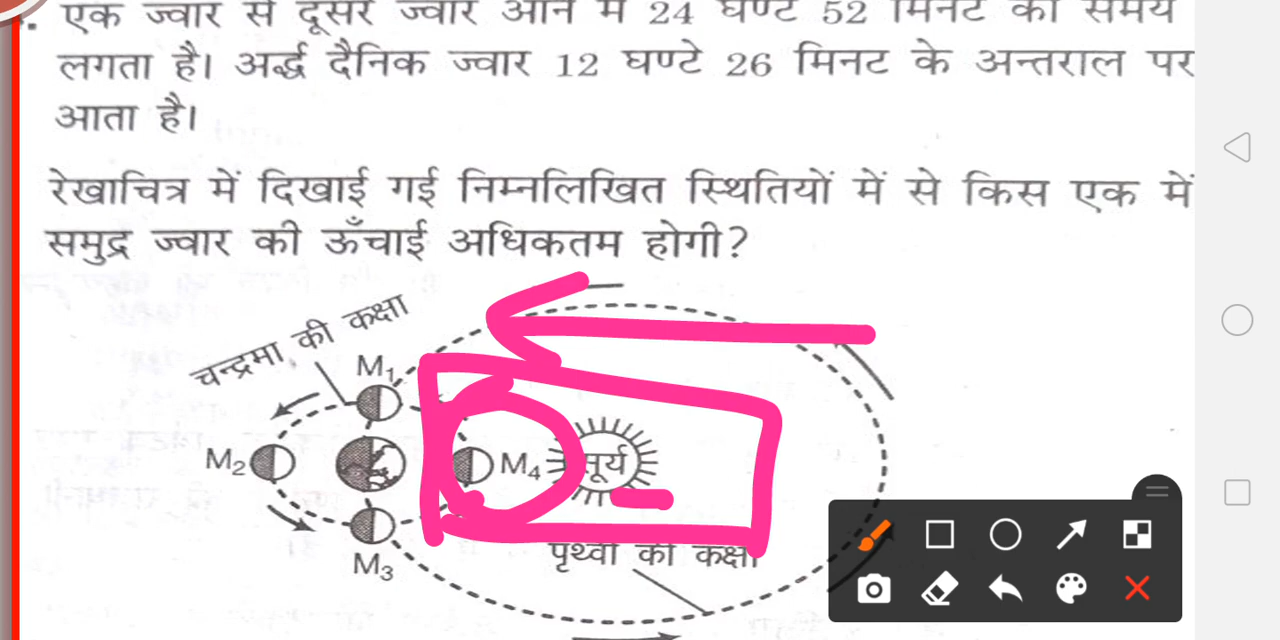 . एक ज्वार से दूसरे ज्वार आने में 24 घण्टे 52 मिनट का समय
लगता है। अर्द्ध दैनिक ज्वार 12 घण्टे 26 मिनट के अन्तराल पर
आता है।
रेखाचित्र में दिखाई गई निम्नलिखित स्थितियों में से किस एक में
समुद्र ज्वार की ऊँचाई अधिकतम होगी?
चन्द्रमा की कक्षा
M1
M2
M4
सूर्य
M3
पृथ्वी की कक्षा